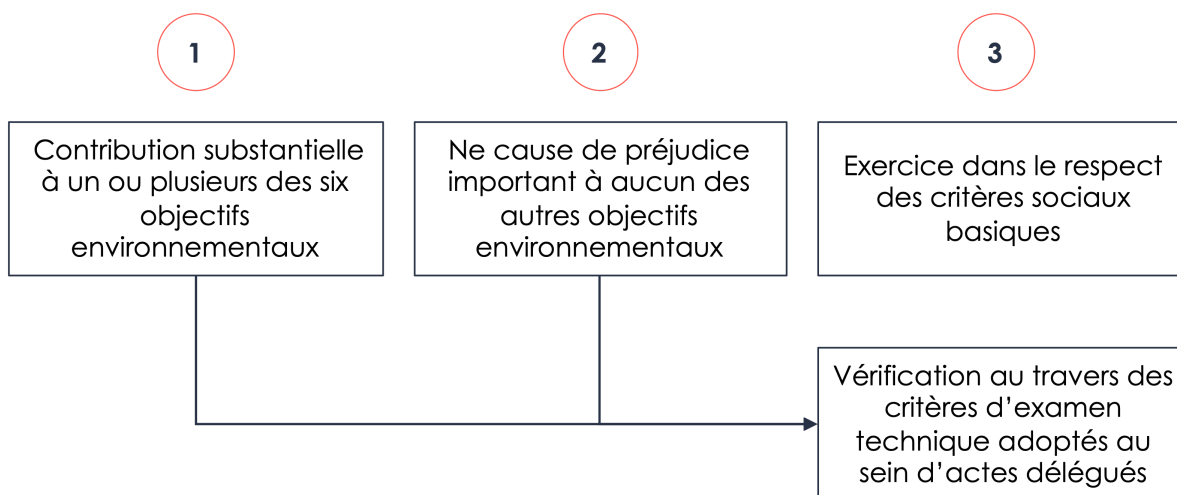 1
2
3
Contribution substantielle
à un ou plusieurs des six
objectifs
environnementaux
Ne cause de préjudice
important à aucun des
autres objectifs
environnementaux
Exercice dans le respect
des critères sociaux
basiques
Vérification au travers des
critères d’examen
technique adoptés au
sein d’actes délégués